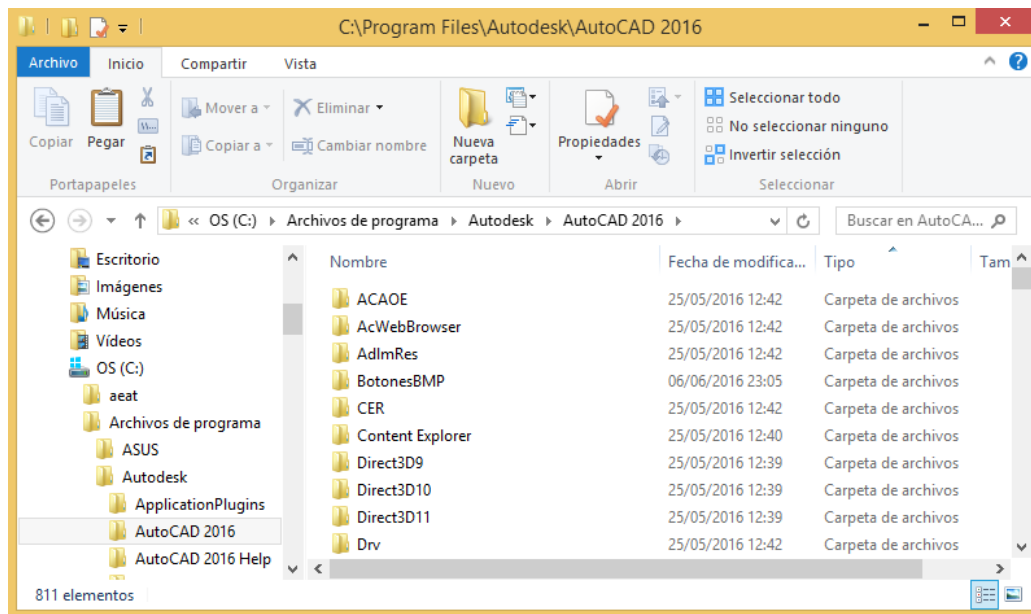 C:\Program Files\Autodesk\AutoCAD 2016
Archivo Inicio Compartir Vista
Copiar Pegar W... Mover a Copiar a Eliminar Cambiar nombre Nueva carpeta Propiedades Seleccionar todo
No seleccionar ninguno
Invertir selección
Portapapeles Organizar Nuevo Abrir Seleccionar
« OS (C:) Archivos de programa Autodesk AutoCAD 2016 Buscar en AutoCA...
Escritorio
Imágenes
Música
Vídeos
OS (C:)
aeat
Archivos de programa
ASUS
Autodesk
ApplicationPlugins
AutoCAD 2016
AutoCAD 2016 Help
Nombre Fecha de modifica... Tipo Tam
ACAOE 25/05/2016 12:42 Carpeta de archivos
AcWebBrowser 25/05/2016 12:42 Carpeta de archivos
AdlmRes 25/05/2016 12:42 Carpeta de archivos
BotonesBMP 06/06/2016 23:05 Carpeta de archivos
CER 25/05/2016 12:42 Carpeta de archivos
Content Explorer 25/05/2016 12:40 Carpeta de archivos
Direct3D9 25/05/2016 12:39 Carpeta de archivos
Direct3D10 25/05/2016 12:39 Carpeta de archivos
Direct3D11 25/05/2016 12:39 Carpeta de archivos
Drv 25/05/2016 12:42 Carpeta de archivos
811 elementos